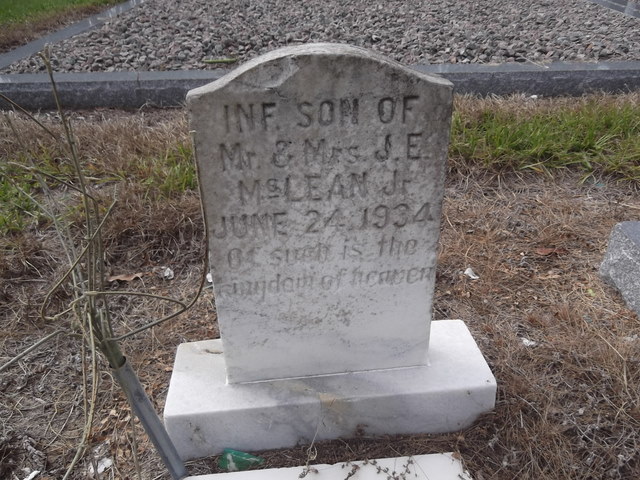 INF. SON OF
Mr. & Mrs. J.E.
McLEAN Jr.
JUNE 24, 1934
Of such is the
kingdom of heaven